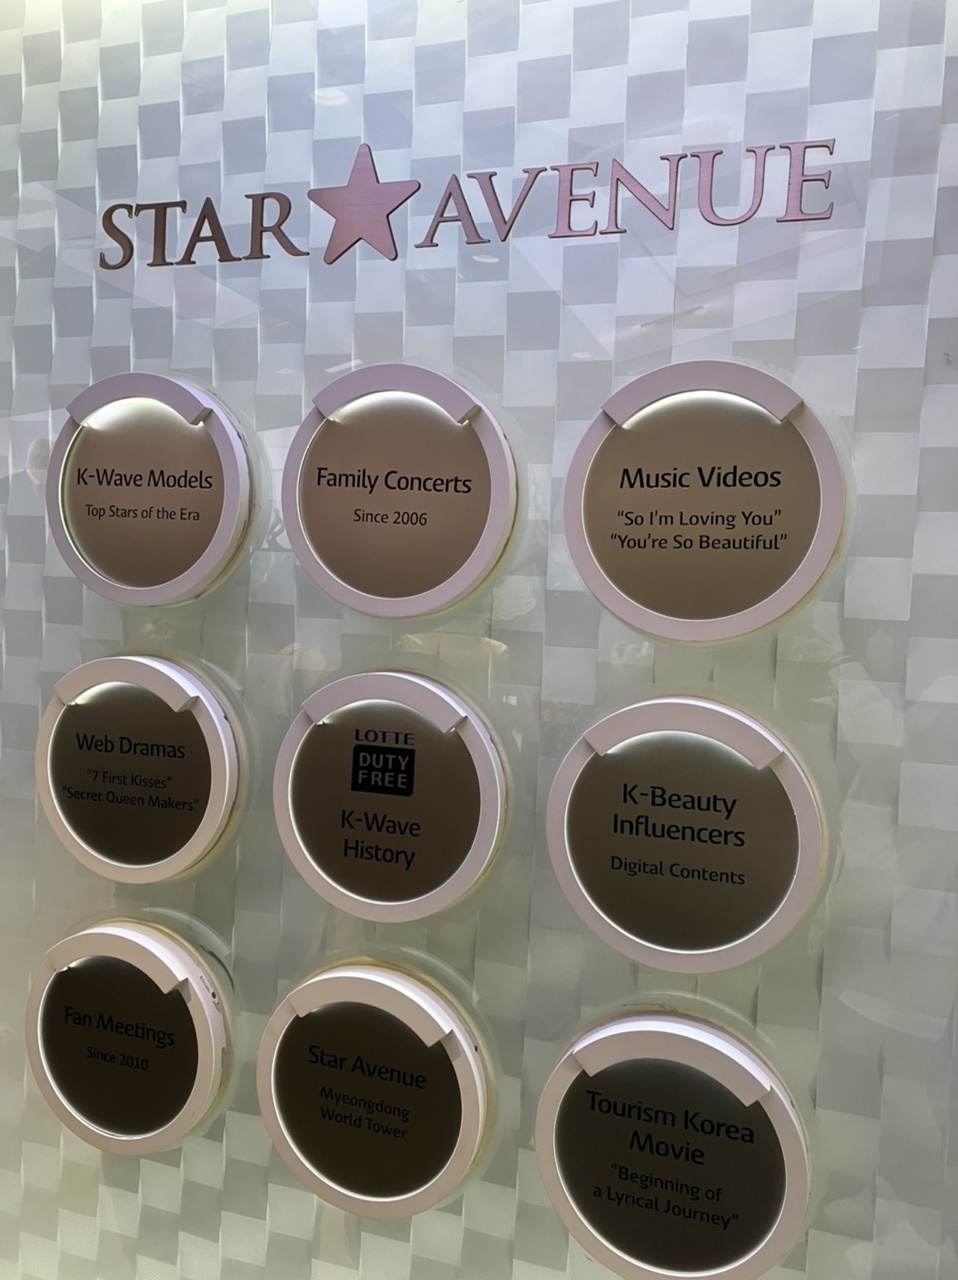 STAR AVENUE
K-Wave Models
Top Stars of the Era
Family Concerts
Since 2006
Music Videos
“So I’m Loving You”
“You’re So Beautiful”
Web Dramas
“7 First Kisses”
“Secret Queen Makers”
LOTTE
DUTY
FREE
K-Wave
History
K-Beauty
Influencers
Digital Contents
Fan Meetings
Since 2010
Star Avenue
Myeongdong
World Tower
Tourism Korea
Movie
“Beginning of
a Lyrical Journey”